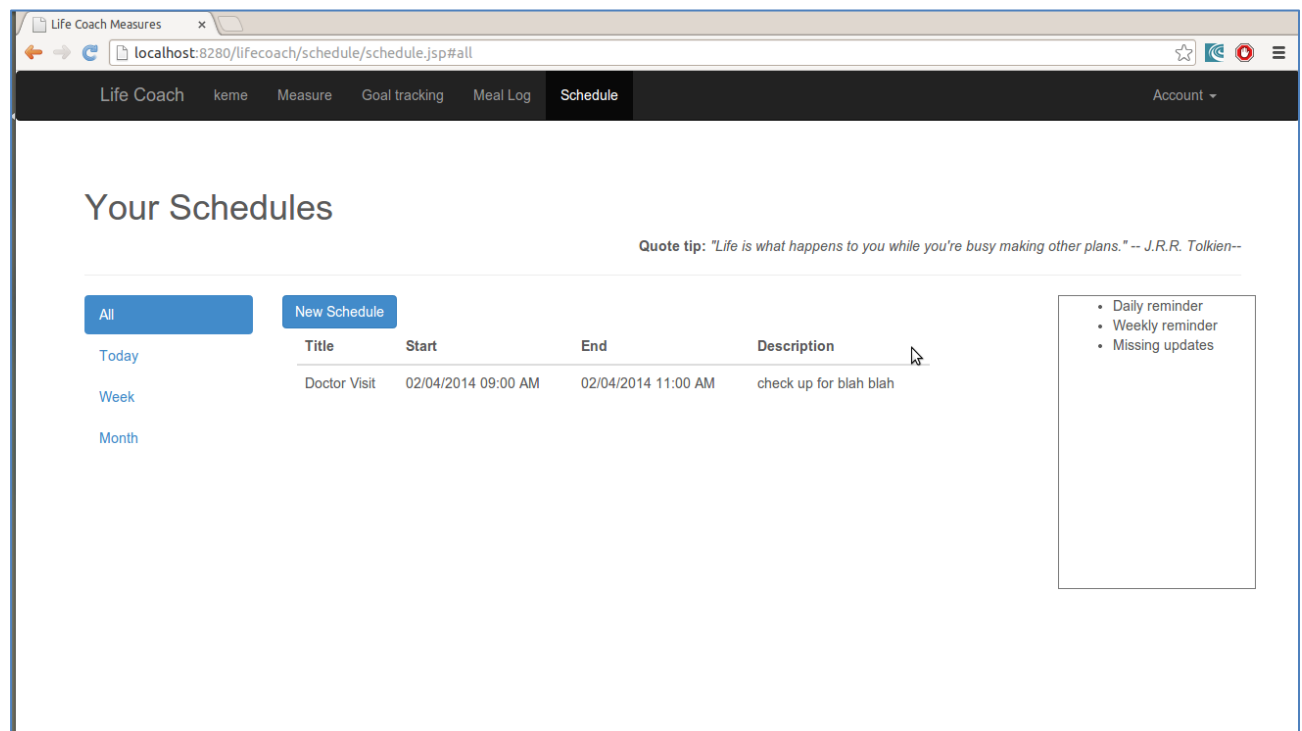 Life Coach Measures ×
localhost:8280/lifecoach/schedule/schedule.jsp#all
Life Coach keme Measure Goal tracking Meal Log Schedule Account
Your Schedules
Quote tip: "Life is what happens to you while you're busy making other plans." -- J.R.R. Tolkien--
All
Today
Week
Month
New Schedule
Title Start End Description
Doctor Visit 02/04/2014 09:00 AM 02/04/2014 11:00 AM check up for blah blah
• Daily reminder
• Weekly reminder
• Missing updates